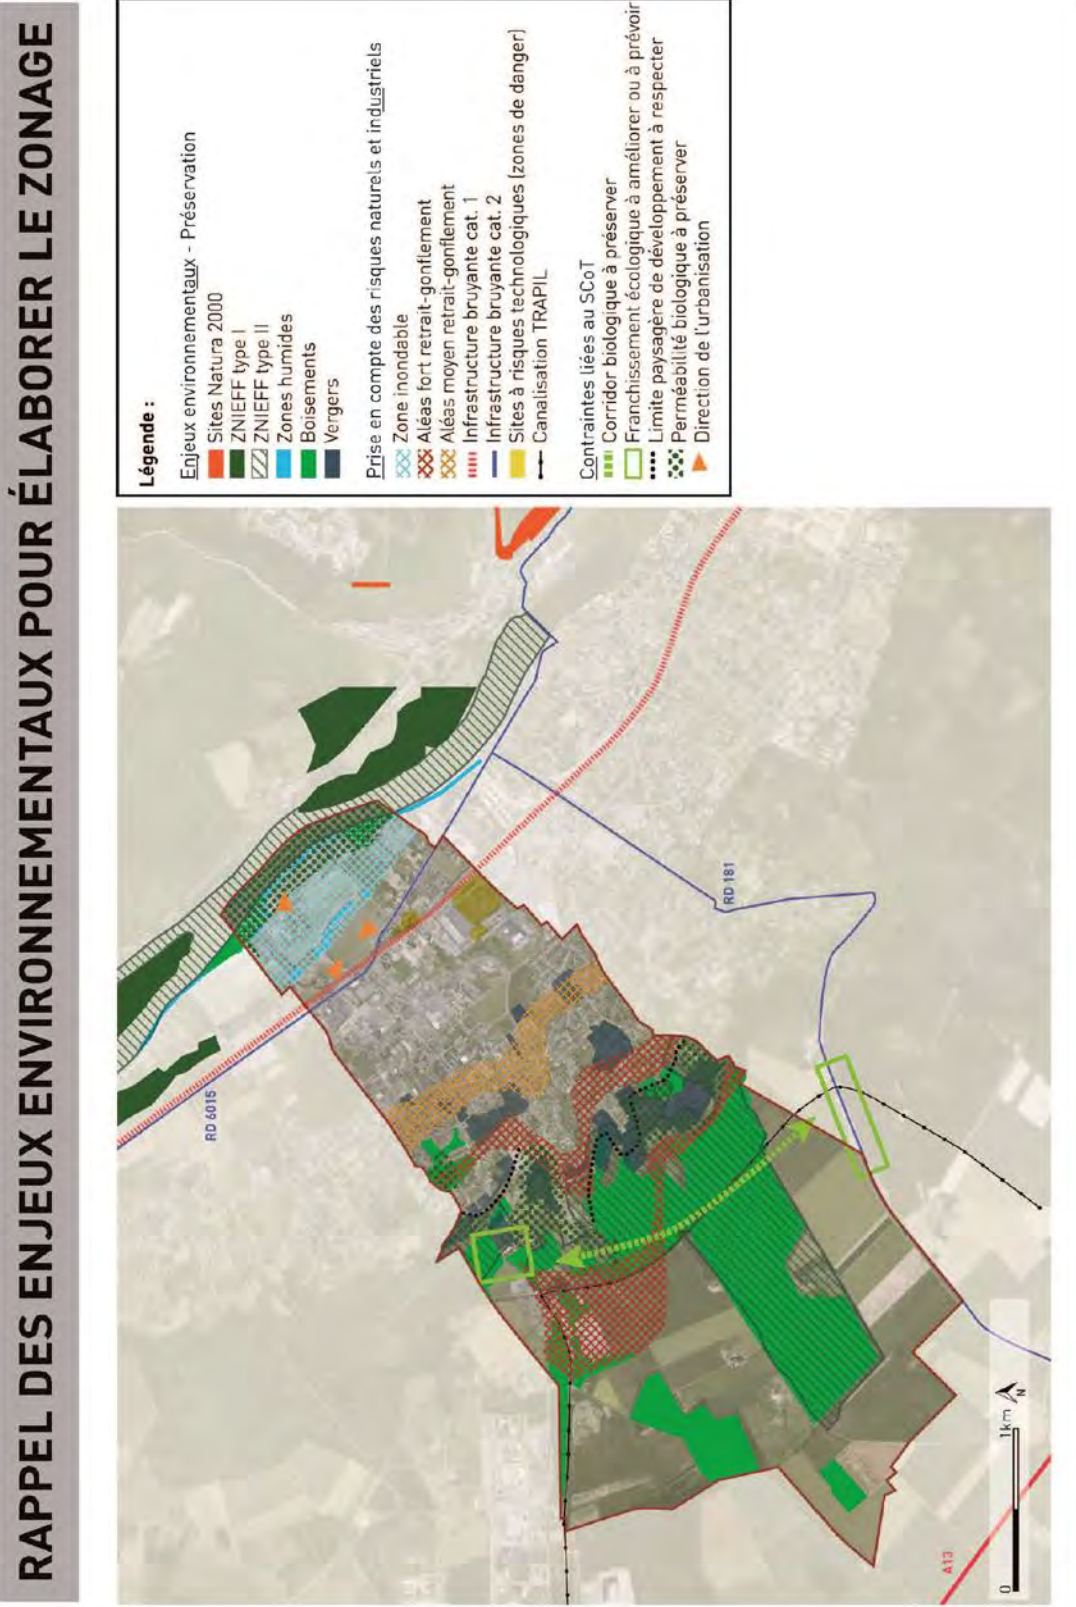 RAPPEL DES ENJEUX ENVIRONNEMENTAUX POUR ÉLABORER LE ZONAGE
Légende :
Enjeux environnementaux - Préservation
Sites Natura 2000
ZNIEFF type I
ZNIEFF type II
Zones humides
Boisements
Vergers
Prise en compte des risques naturels et industriels
Zone inondable
Aléas fort retrait-gonflement
Aléas moyen retrait-gonflement
Infrastructure bruyante cat. 1
Infrastructure bruyante cat. 2
Sites à risques technologiques (zones de danger)
Canalisation TRAPIL
Contraintes liées au SCoT
Corridor biologique à préserver
Franchissement écologique à améliorer ou à prévoir
Limite paysagère de développement à respecter
Perméabilité biologique à préserver
Direction de l'urbanisation
RD 6015
RD 181
A13
0
1km
N